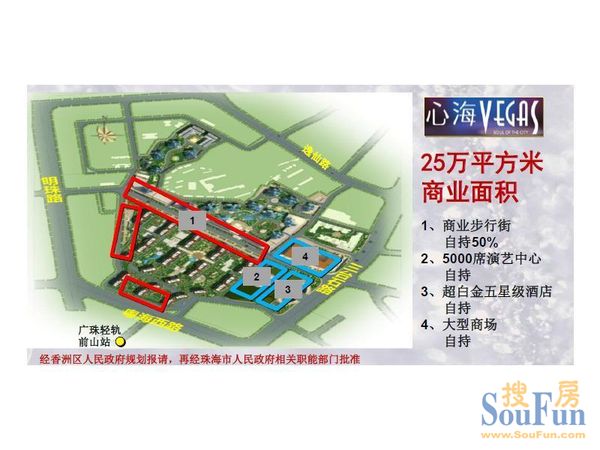 心海VEGAS
SOUL OF THE CITY
25万平方米
商业面积
1、商业步行街
自持50%
2、5000席演艺中心
自持
3、超白金五星级酒店
自持
4、大型商场
自持
逸仙路
明珠路
1
4
2
3
粤海西路
广珠轻轨
前山站
经香洲区人民政府规划报请，再经珠海市人民政府相关职能部门批准
搜房
SouFun
www.SouFun.com